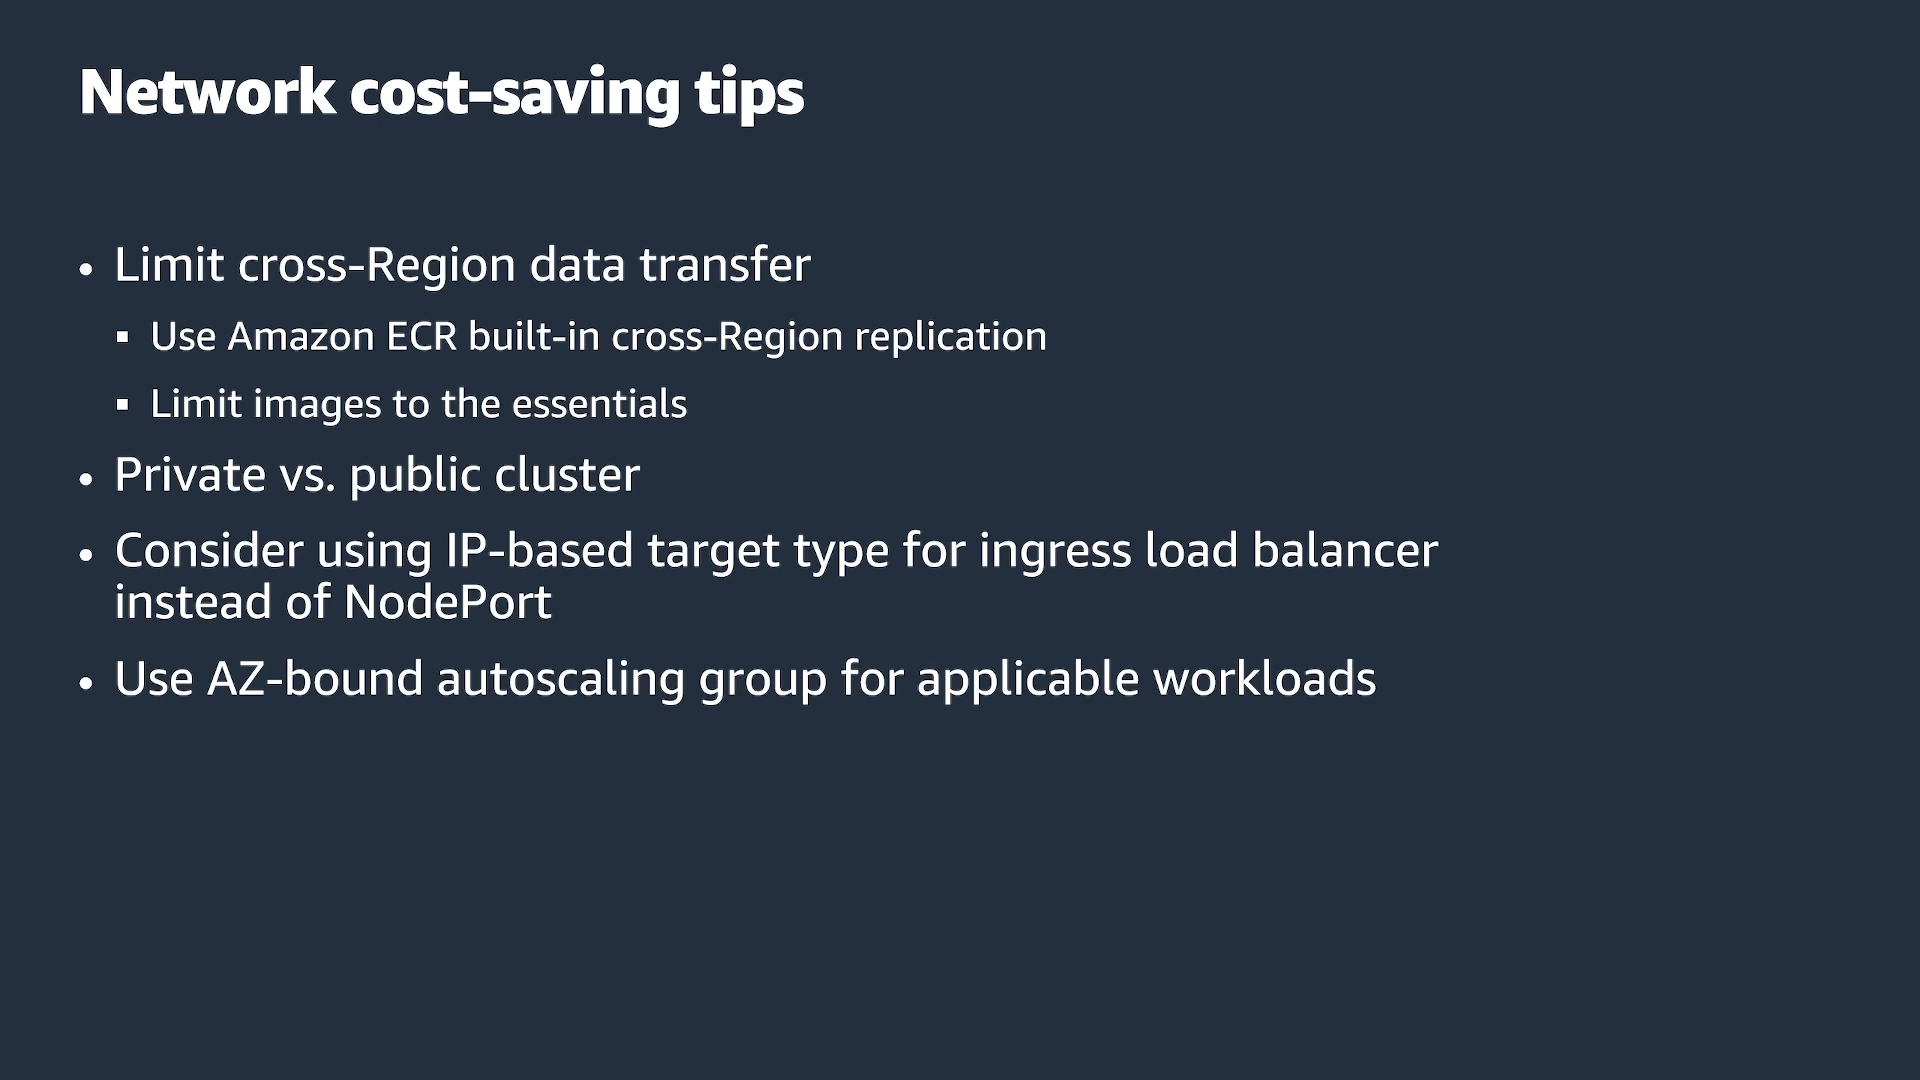 Network cost-saving tips
• Limit cross-Region data transfer
▪ Use Amazon ECR built-in cross-Region replication
▪ Limit images to the essentials
• Private vs. public cluster
• Consider using IP-based target type for ingress load balancer
instead of NodePort
• Use AZ-bound autoscaling group for applicable workloads